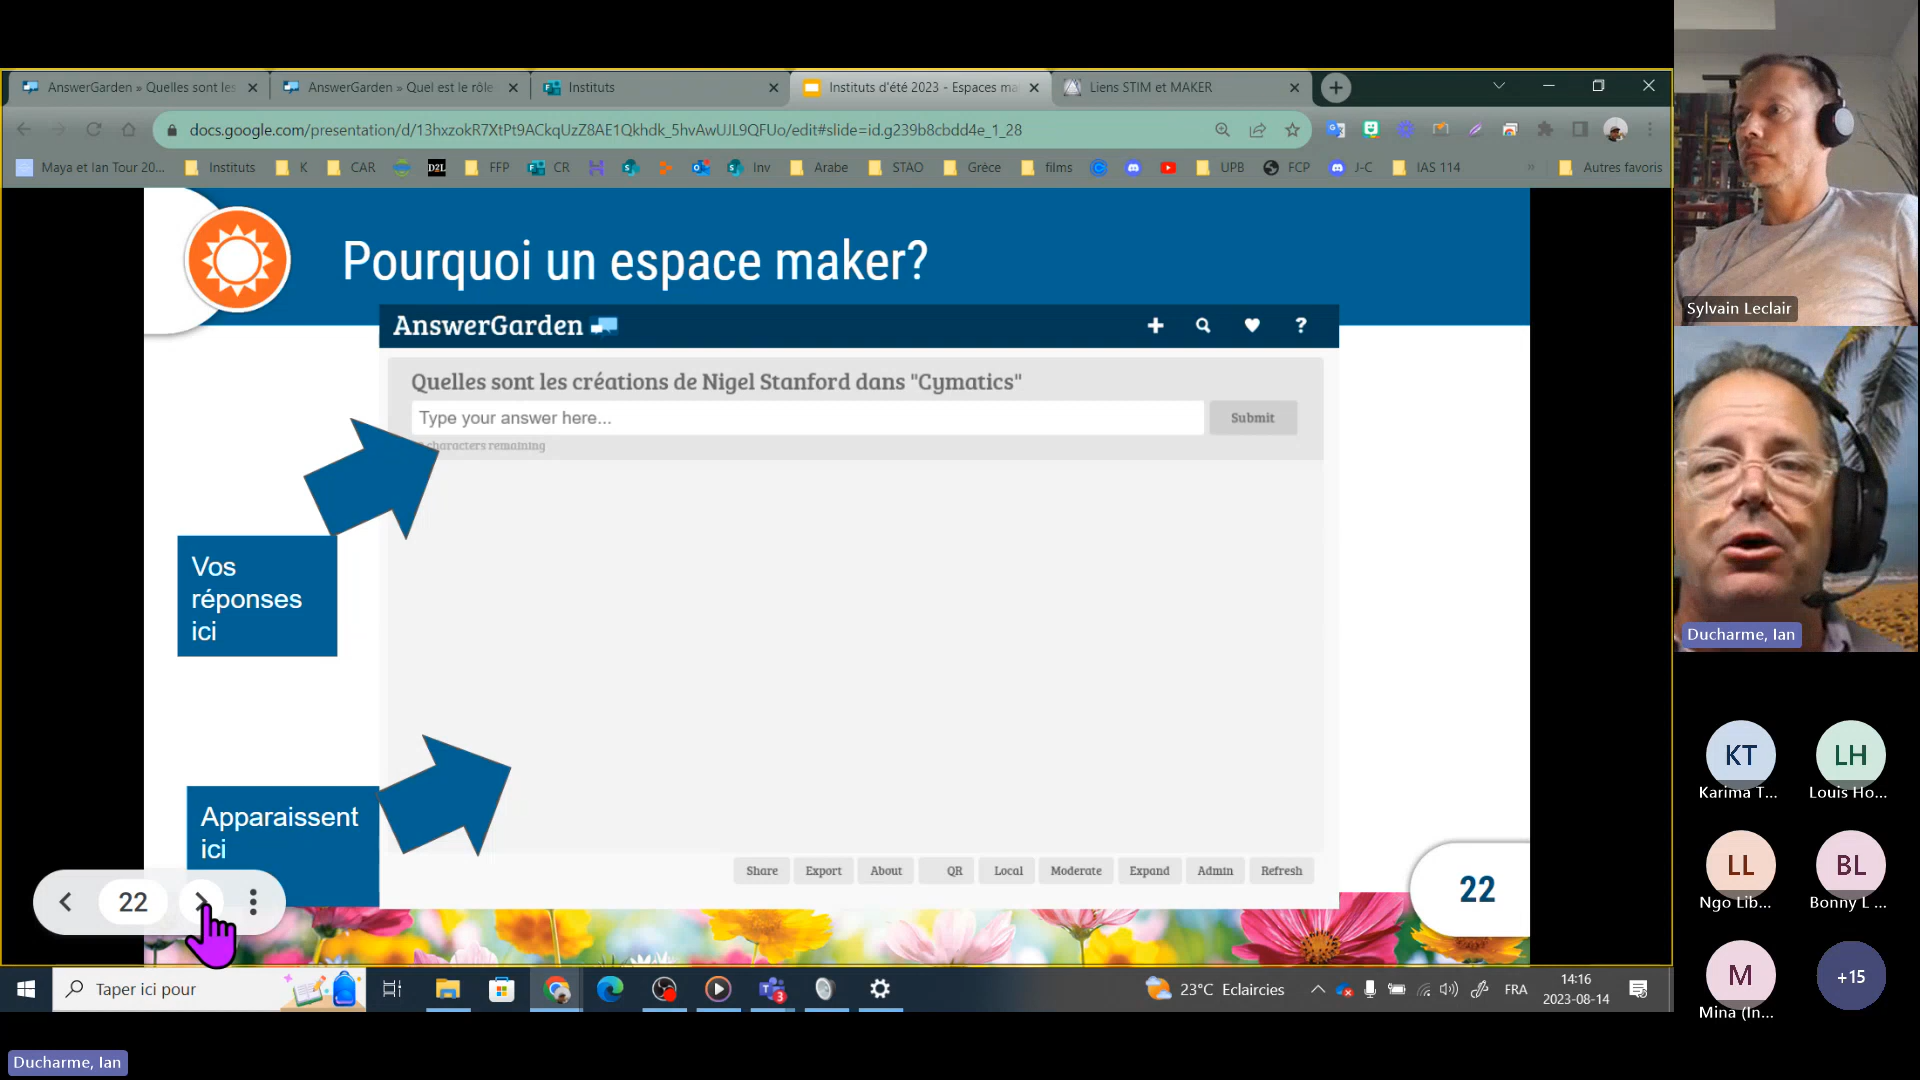 AnswerGarden » Quelles sont les
AnswerGarden » Quel est le rôle
Instituts
Instituts d'été 2023 - Espaces ma
Liens STIM et MAKER
docs.google.com/presentation/d/13hxzokR7XtPt9ACkqUzZ8AE1Qkhdk_5hvAwUJL9QFUo/edit#slide=id.g239b8cbdd4e_1_28
Maya et Ian Tour 20...
Instituts
K
CAR
D2L
FFP
CR
Inv
Arabe
STAO
Grèce
films
UPB
FCP
J-C
IAS 114
»
Autres favoris
Pourquoi un espace maker?
AnswerGarden
Quelles sont les créations de Nigel Stanford dans "Cymatics"
Type your answer here...
Submit
characters remaining
Vos
réponses
ici
Apparaissent
ici
Share
Export
About
QR
Local
Moderate
Expand
Admin
Refresh
22
22
Taper ici pour
3
23°C Eclaircies
FRA
14:16
2023-08-14
Sylvain Leclair
Ducharme, Ian
KT
Karima T...
LH
Louis Ho...
LL
Ngo Lib...
BL
Bonny L ...
M
Mina (In...
+15
Ducharme, Ian